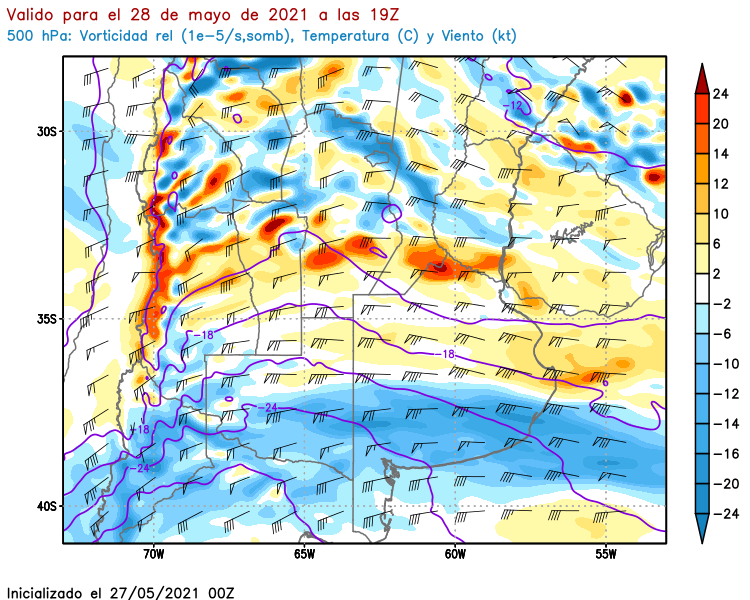 Valido para el 28 de mayo de 2021 a las 19Z
500 hPa: Vorticidad rel (1e-5/s,somb), Temperatura (C) y Viento (kt)
-12
30S
35S
40S
-18
-18
-24
-18
-24
70W
65W
60W
55W
24
20
14
12
10
6
2
-2
-6
-10
-14
-16
-20
-24
Inicializado el 27/05/2021 00Z